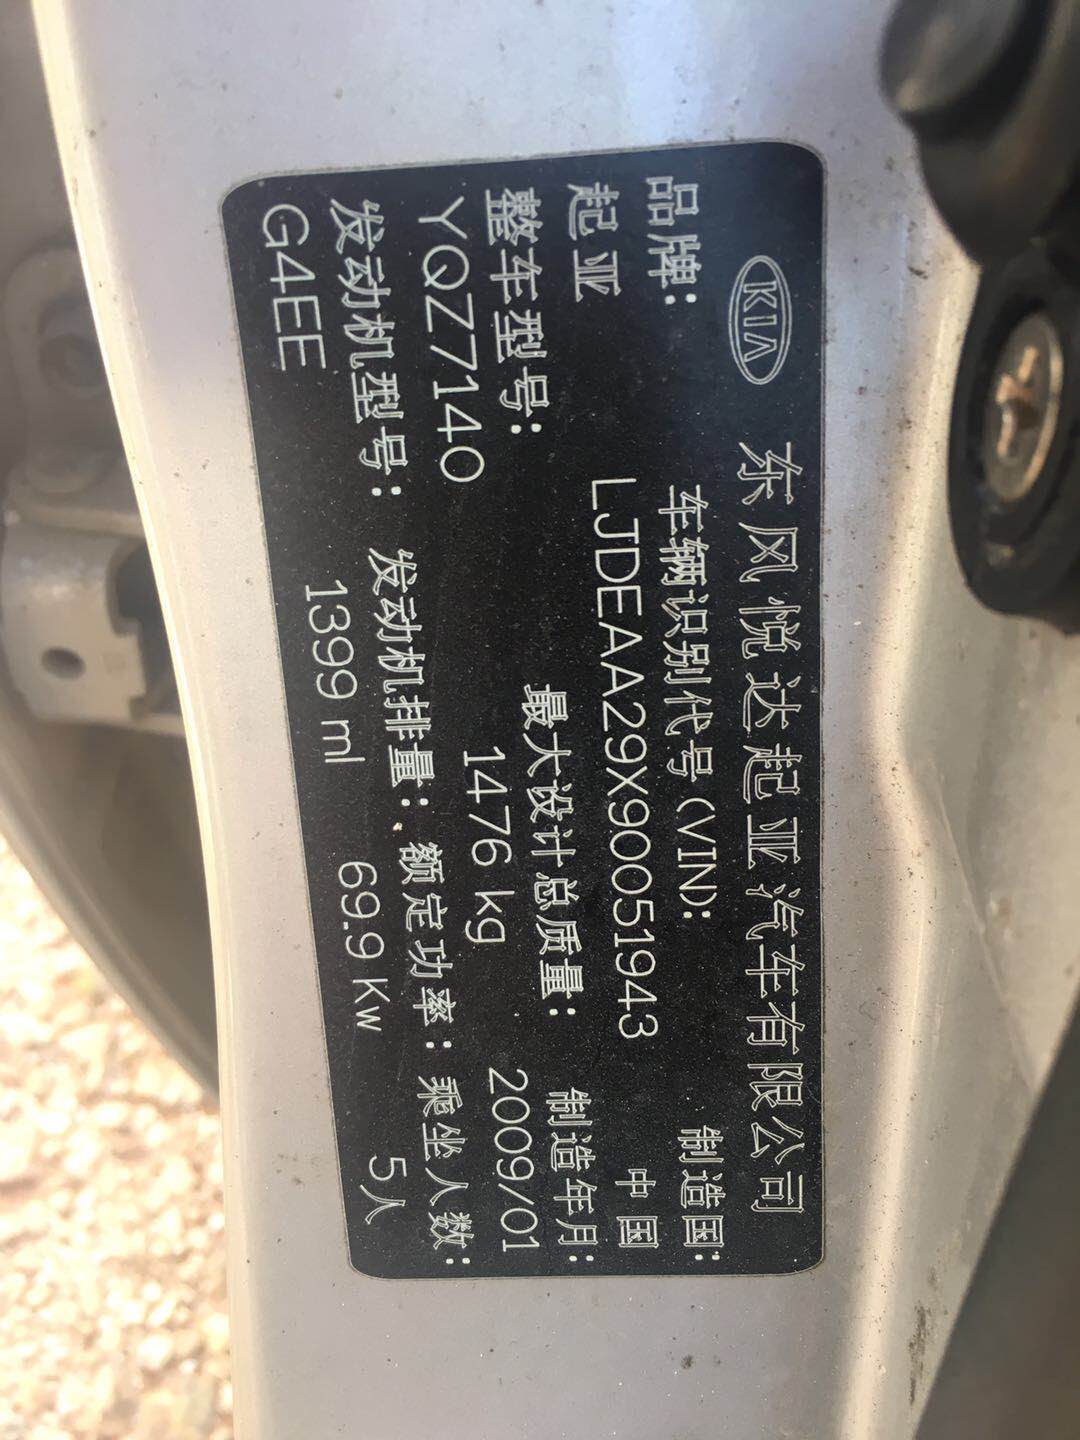 KIA 东风悦达起亚汽车有限公司
品牌: 车辆识别代号(VIN): 制造国:
起亚 LJDEAA29X90051943 中国
整车型号: 最大设计总质量: 制造年月:
YQZ7140 1476 kg 2009/01
发动机型号: 发动机排量: 额定功率: 乘坐人数:
G4EE 1399 ml 69.9 Kw 5人